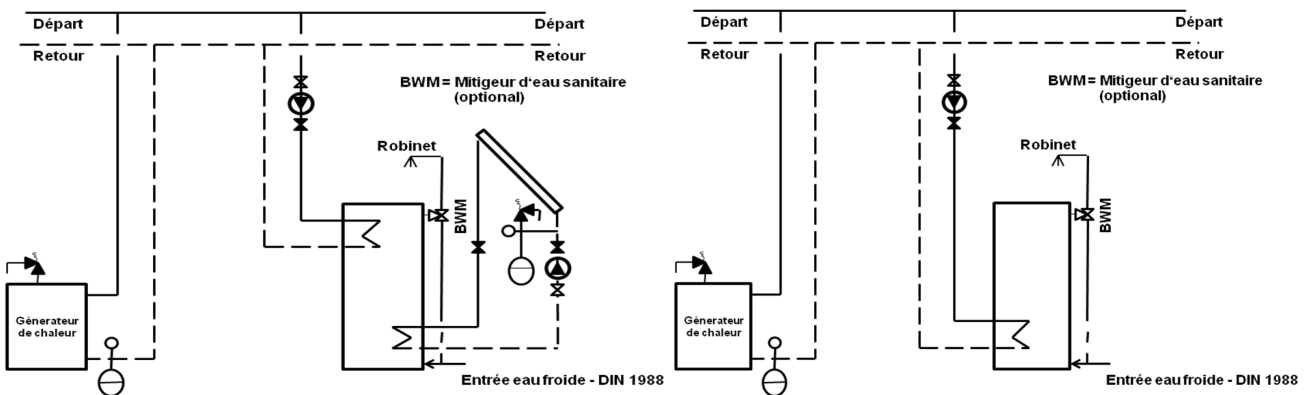 Départ
Départ
Retour
Retour
BWM = Mitigeur d'eau sanitaire
(optional)
Robinet
BWM
Génerateur
de chaleur
Entrée eau froide - DIN 1988
Départ
Départ
Retour
Retour
BWM = Mitigeur d'eau sanitaire
(optional)
Robinet
BWM
Génerateur
de chaleur
Entrée eau froide - DIN 1988